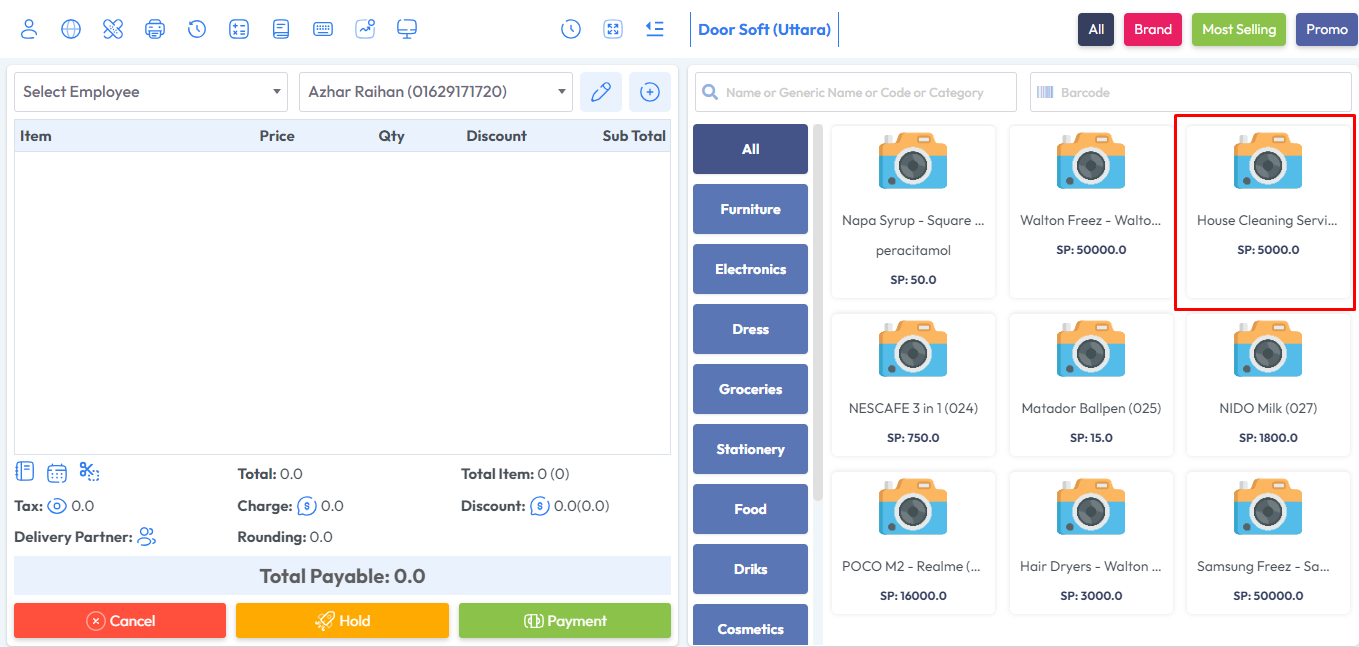 Door Soft (Uttara)
All
Brand
Most Selling
Promo
Select Employee
Azhar Raihan (01629171720)
Item Price Qty Discount Sub Total
Total: 0.0
Total Item: 0 (0)
Tax: 0.0
Charge: 0.0
Discount: 0.0(0.0)
Delivery Partner:
Rounding: 0.0
Total Payable: 0.0
Cancel
Hold
Payment
Name or Generic Name or Code or Category
Barcode
All
Furniture
Electronics
Dress
Groceries
Stationery
Food
Driks
Cosmetics
Napa Syrup - Square ...
peracitamol
SP: 50.0
Walton Freez - Walto...
SP: 50000.0
House Cleaning Servi...
SP: 5000.0
NESCAFE 3 in 1 (024)
SP: 750.0
Matador Ballpen (025)
SP: 15.0
NIDO Milk (027)
SP: 1800.0
POCO M2 - Realme (...
SP: 16000.0
Hair Dryers - Walton ...
SP: 3000.0
Samsung Freez - Sa...
SP: 50000.0